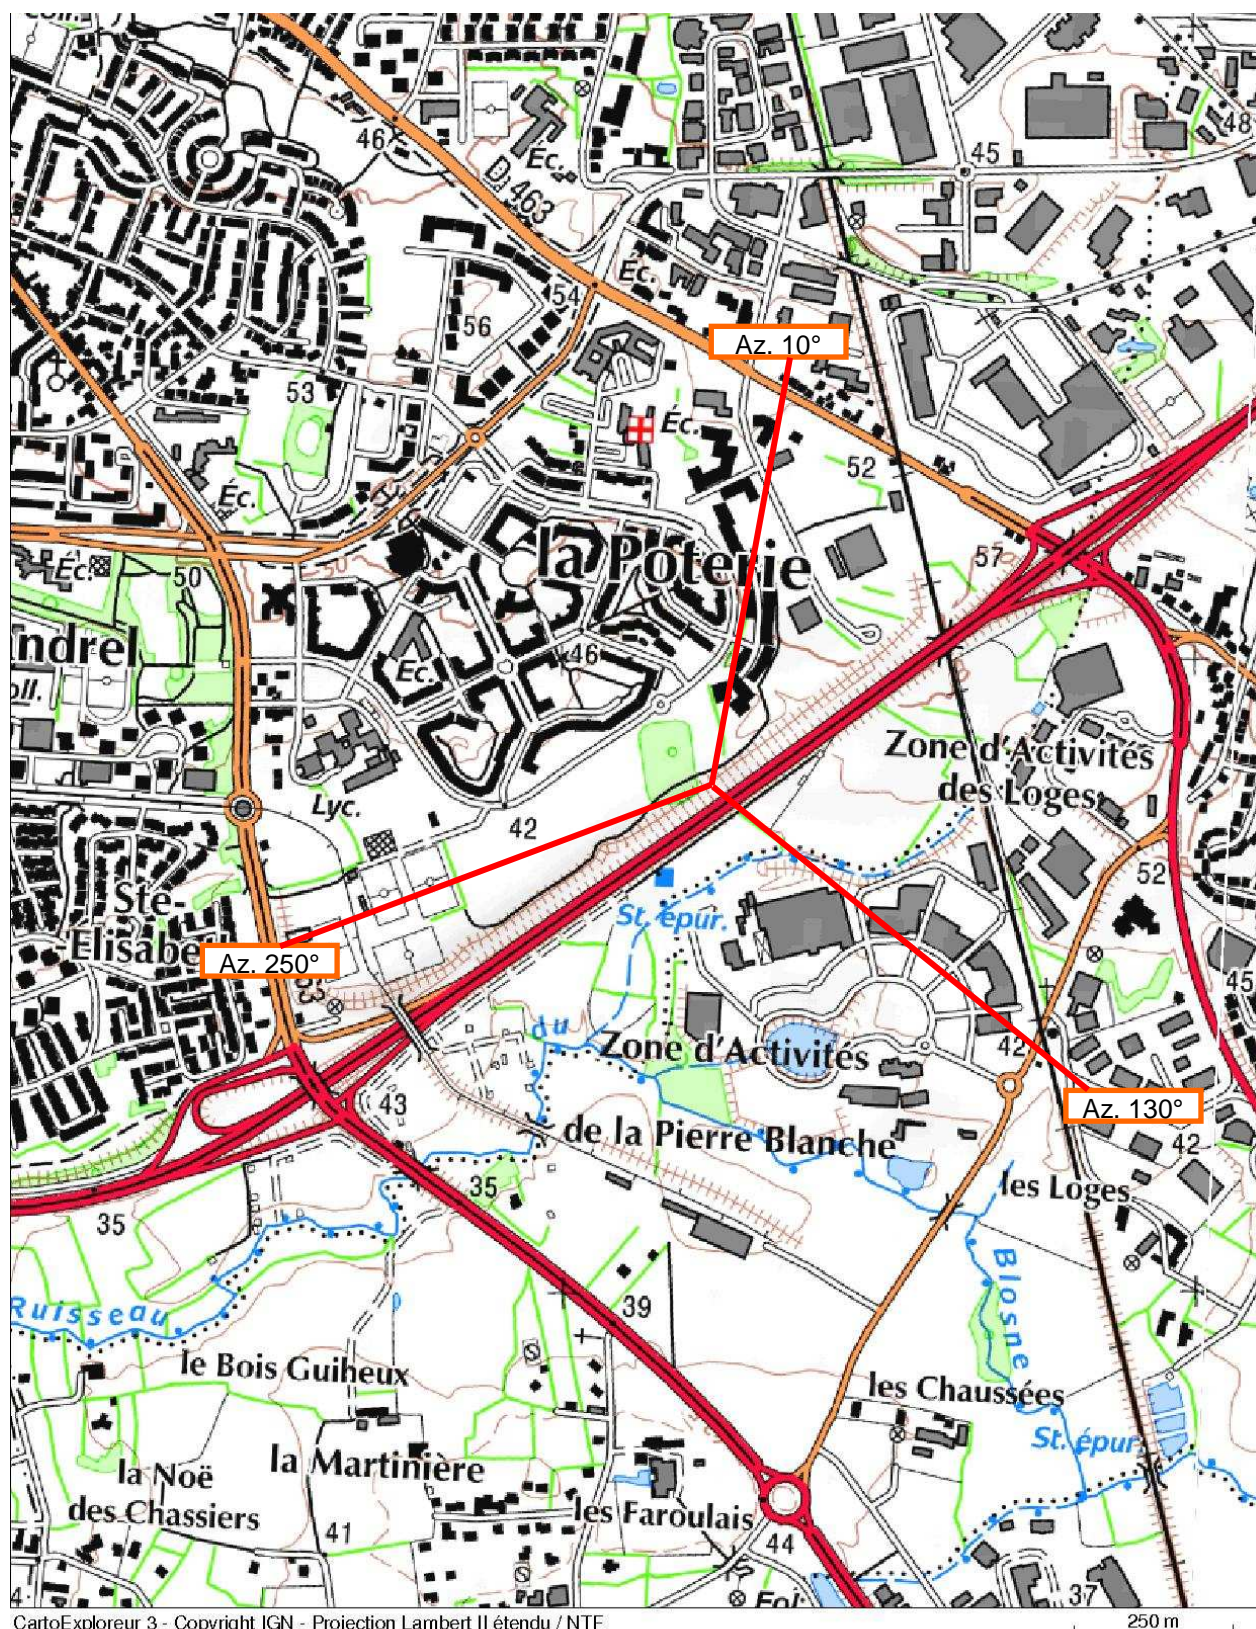 46
Éc.
D 463
45
48
54
Éc.
56
Az. 10°
53
Éc.
52
Éc.
la Poterie
57
Éc.
50
ndrel
46
Éc.
oll.
Zone d'Activités
des Loges
Lyc.
42
52
Ste-
-Elisabe
St. épur.
Az. 250°
45
du
Zone d'Activités
42
43
Az. 130°
de la Pierre Blanche
42
35
les Loges
35
Ruisseau
39
Blosne
le Bois Guiheux
les Chaussées
St. épur.
la Noë
des Chassiers
la Martinière
les Faroulais
41
44
37
4
Fol.
CartoExploreur 3 - Copyright IGN - Projection Lambert II étendu / NTF
250 m